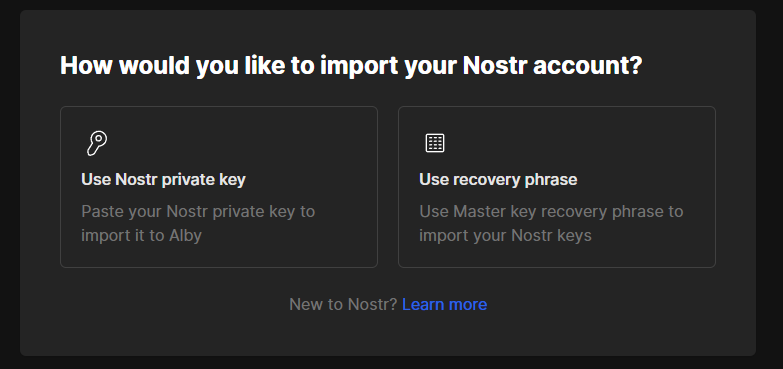 How would you like to import your Nostr account?
Use Nostr private key
Paste your Nostr private key to
import it to Alby
Use recovery phrase
Use Master key recovery phrase to
import your Nostr keys
New to Nostr? Learn more